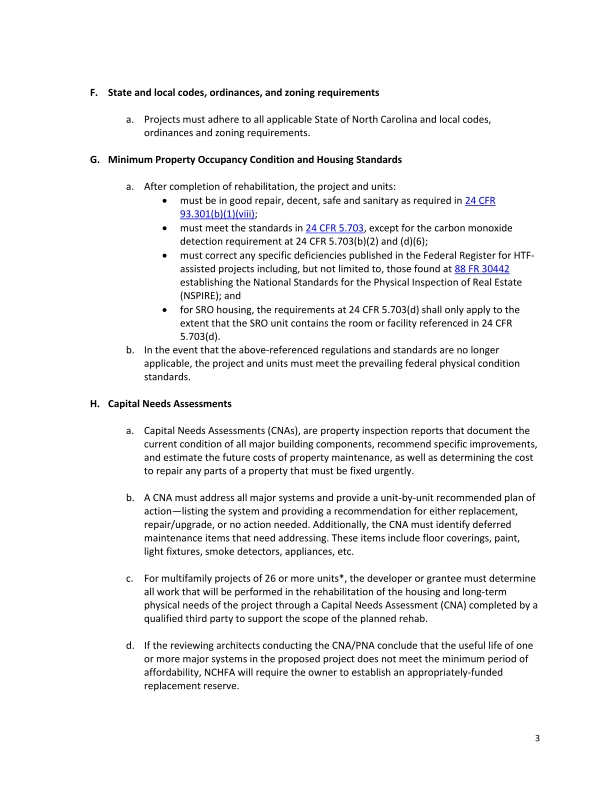 F. State and local codes, ordinances, and zoning requirements
a. Projects must adhere to all applicable State of North Carolina and local codes,
ordinances and zoning requirements.
G. Minimum Property Occupancy Condition and Housing Standards
a. After completion of rehabilitation, the project and units:
• must be in good repair, decent, safe and sanitary as required in 24 CFR
93.301(b)(1)(viii);
• must meet the standards in 24 CFR 5.703, except for the carbon monoxide
detection requirement at 24 CFR 5.703(b)(2) and (d)(6);
• must correct any specific deficiencies published in the Federal Register for HTF-
assisted projects including, but not limited to, those found at 88 FR 30442
establishing the National Standards for the Physical Inspection of Real Estate
(NSPIRE); and
• for SRO housing, the requirements at 24 CFR 5.703(d) shall only apply to the
extent that the SRO unit contains the room or facility referenced in 24 CFR
5.703(d).
b. In the event that the above-referenced regulations and standards are no longer
applicable, the project and units must meet the prevailing federal physical condition
standards.
H. Capital Needs Assessments
a. Capital Needs Assessments (CNAs), are property inspection reports that document the
current condition of all major building components, recommend specific improvements,
and estimate the future costs of property maintenance, as well as determining the cost
to repair any parts of a property that must be fixed urgently.
b. A CNA must address all major systems and provide a unit-by-unit recommended plan of
action—listing the system and providing a recommendation for either replacement,
repair/upgrade, or no action needed. Additionally, the CNA must identify deferred
maintenance items that need addressing. These items include floor coverings, paint,
light fixtures, smoke detectors, appliances, etc.
c. For multifamily projects of 26 or more units*, the developer or grantee must determine
all work that will be performed in the rehabilitation of the housing and long-term
physical needs of the project through a Capital Needs Assessment (CNA) completed by a
qualified third party to support the scope of the planned rehab.
d. If the reviewing architects conducting the CNA/PNA conclude that the useful life of one
or more major systems in the proposed project does not meet the minimum period of
affordability, NCHFA will require the owner to establish an appropriately-funded
replacement reserve.
3